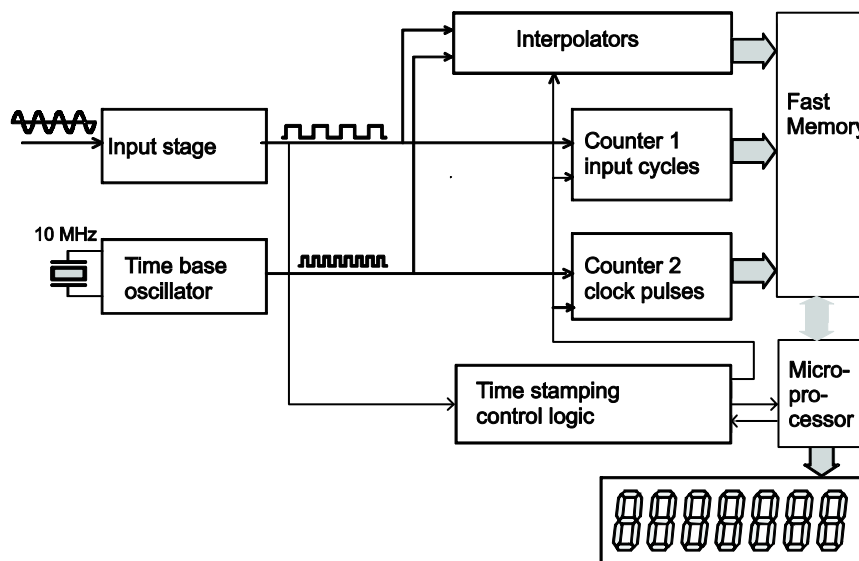 Interpolators
Fast
Memory
Input stage
Counter 1
input cycles
10 MHz
Time base
oscillator
Counter 2
clock pulses
Time stamping
control logic
Micro-
pro-
cessor
8888888